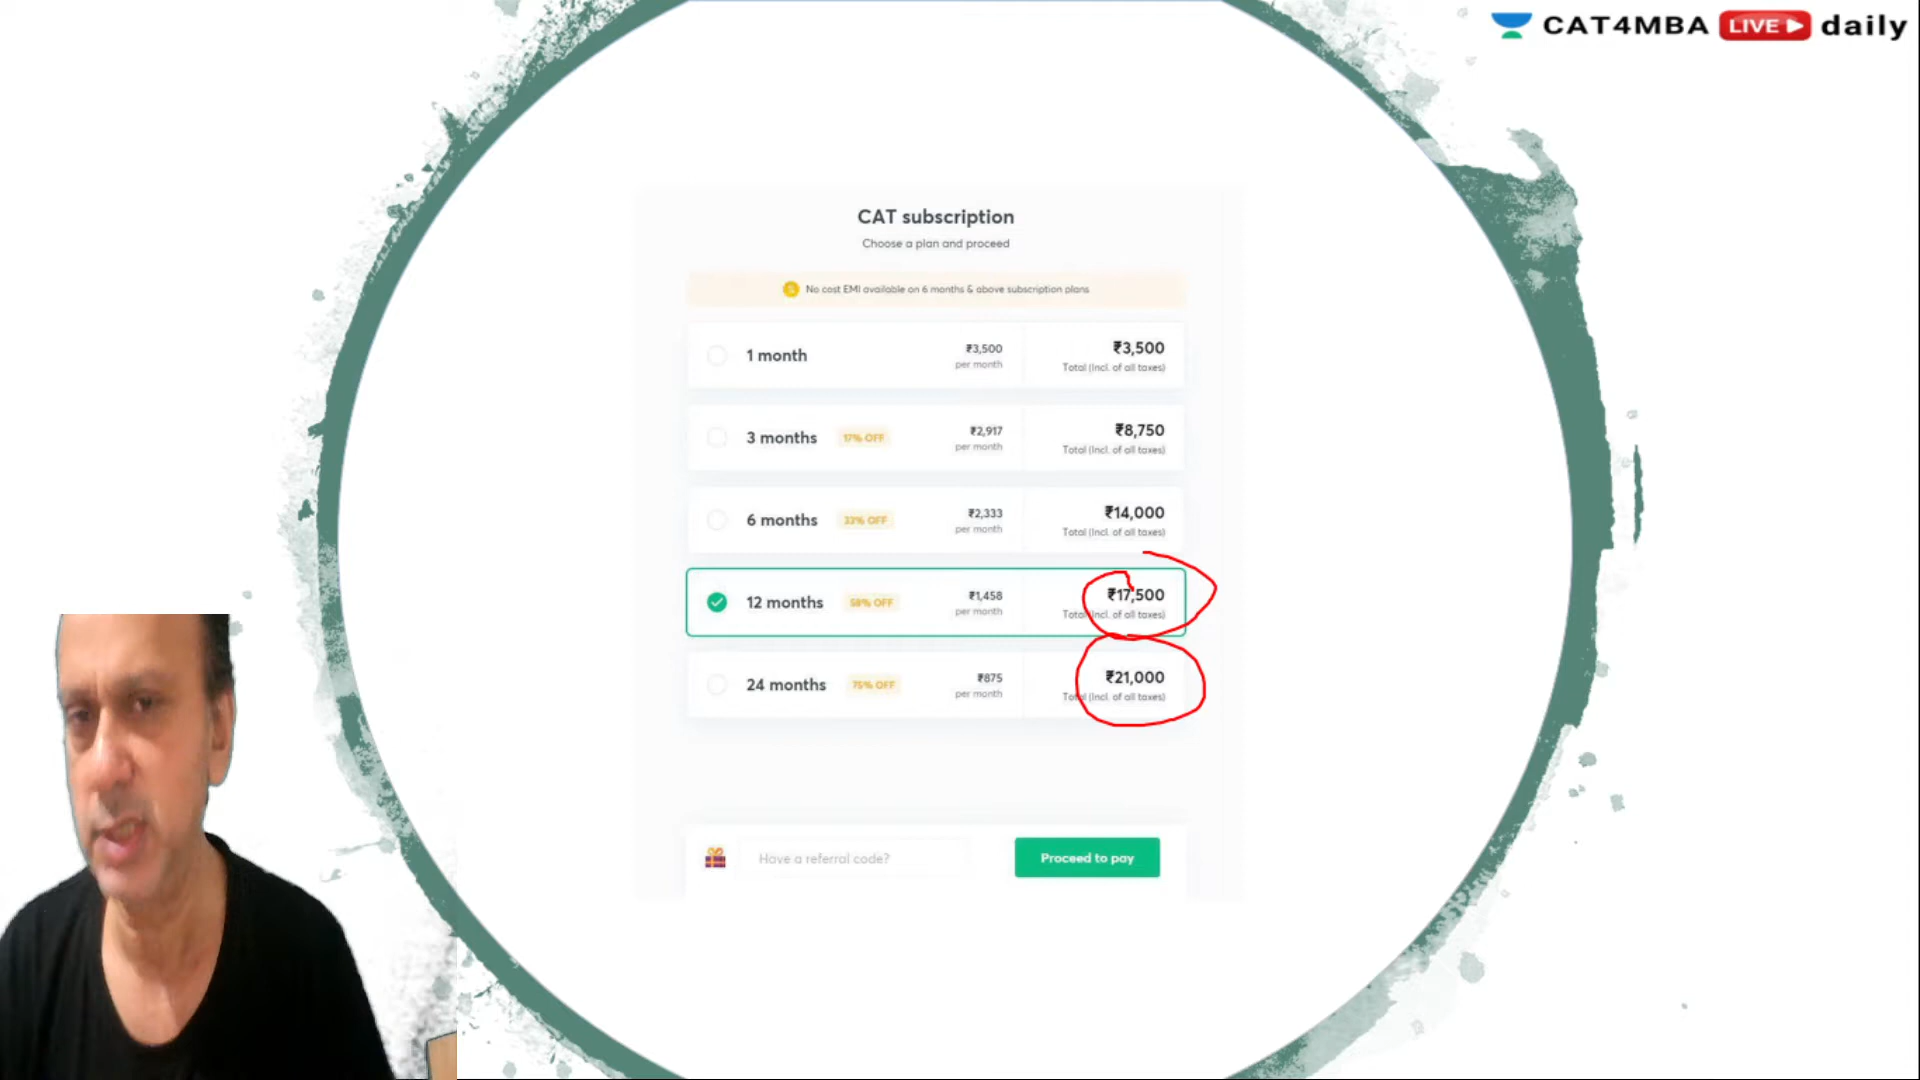 CAT4MBA LIVE daily
CAT subscription
Choose a plan and proceed
No cost EMI available on 6 months & above subscription plans
1 month ₹3,500 per month ₹3,500 Total (Incl. of all taxes)
3 months 17% OFF ₹2,917 per month ₹8,750 Total (Incl. of all taxes)
6 months 33% OFF ₹2,333 per month ₹14,000 Total (Incl. of all taxes)
12 months 58% OFF ₹1,458 per month ₹17,500 Total (Incl. of all taxes)
24 months 75% OFF ₹875 per month ₹21,000 Total (Incl. of all taxes)
Have a referral code? Proceed to pay